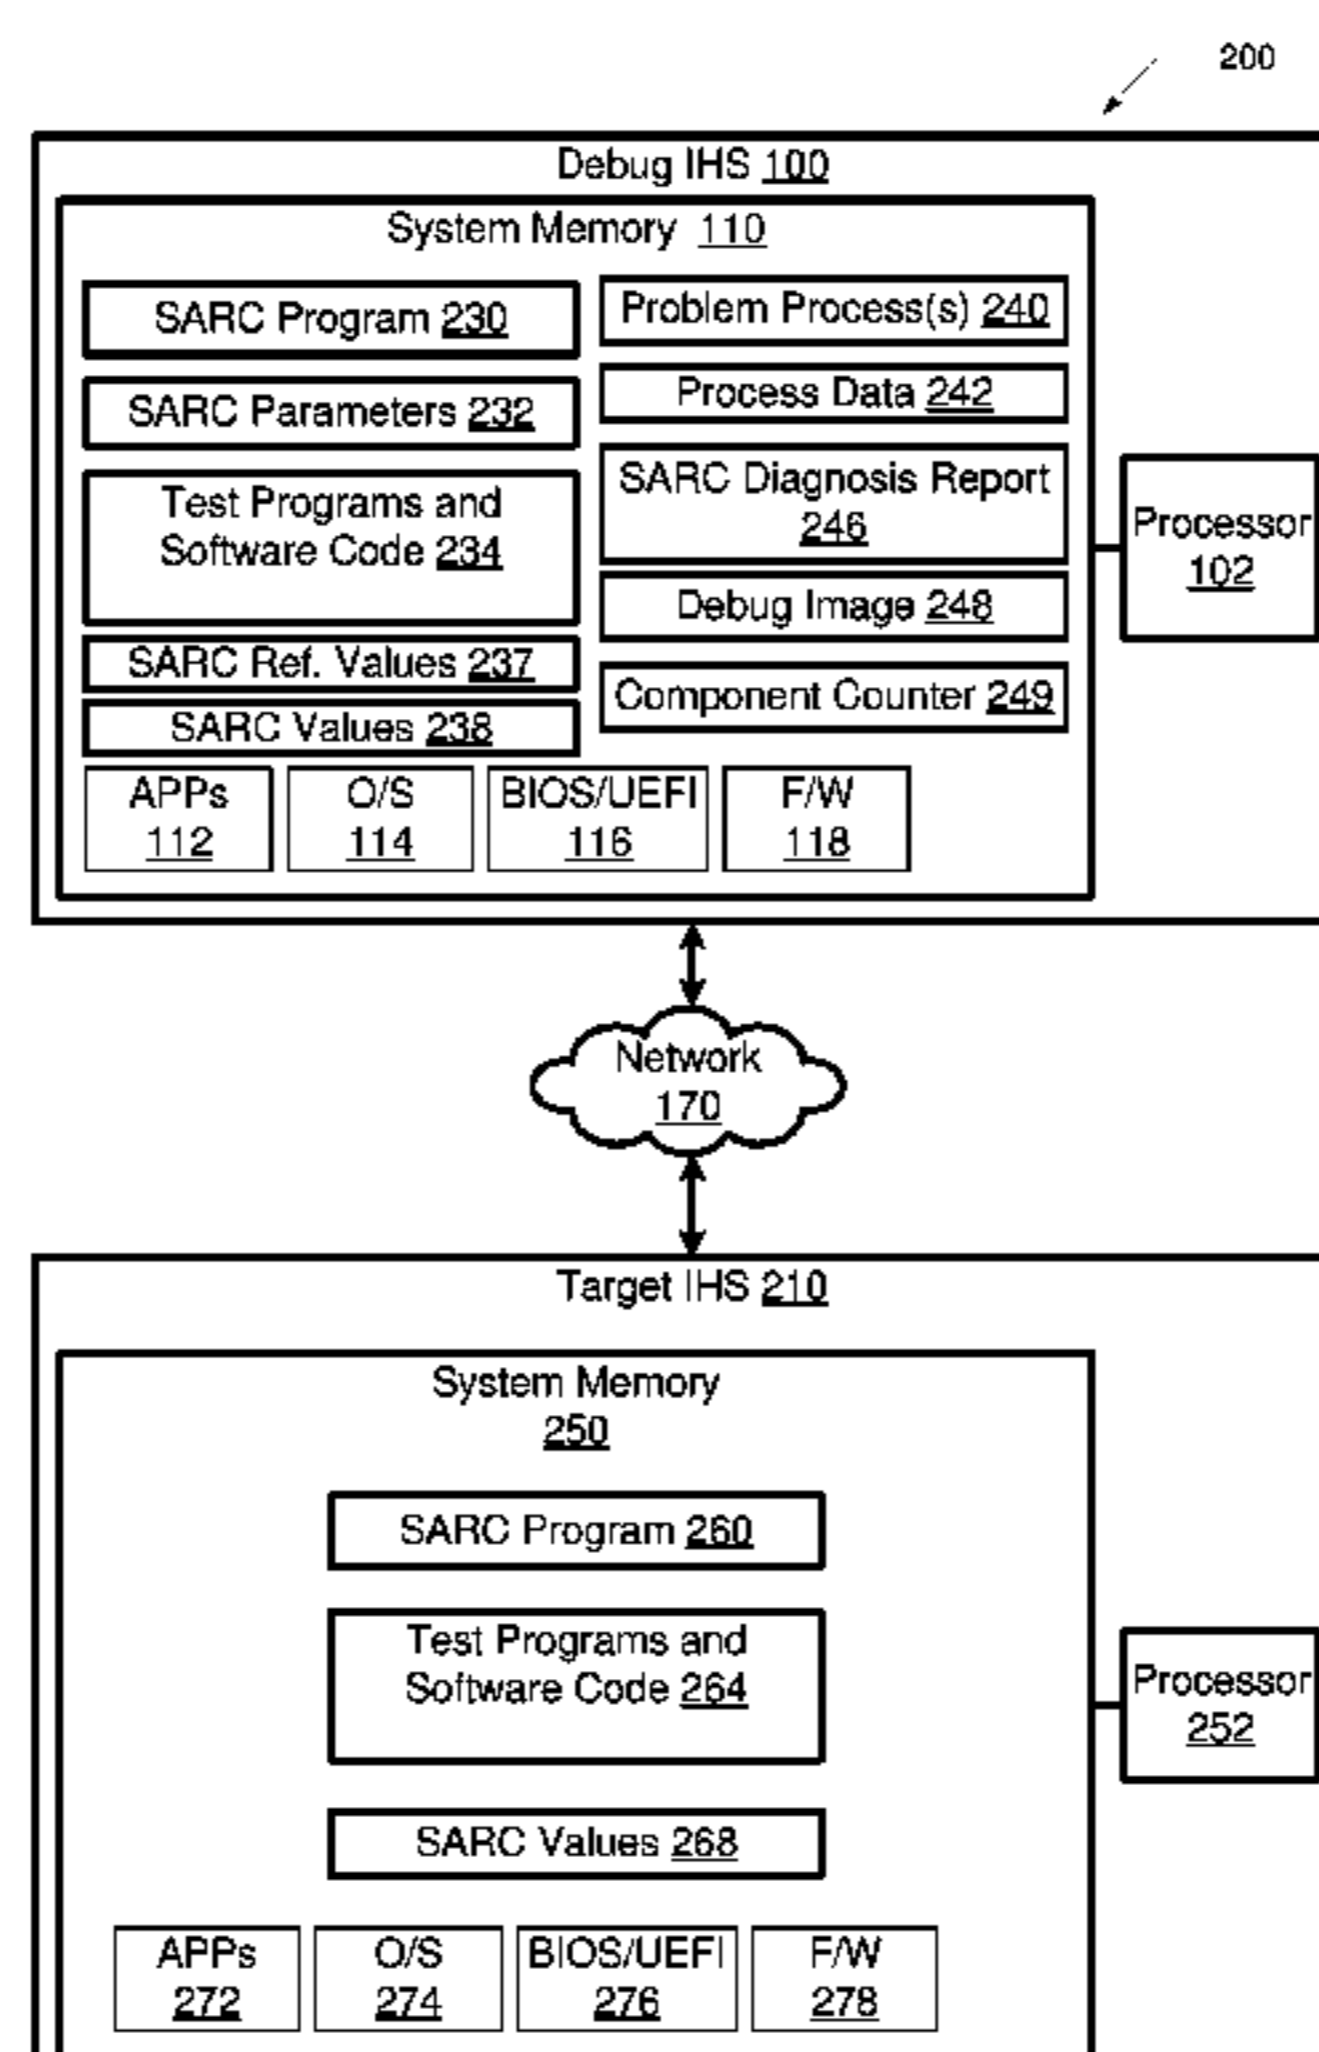 200
Debug IHS 100
System Memory 110
SARC Program 230
SARC Parameters 232
Test Programs and
Software Code 234
SARC Ref. Values 237
SARC Values 238
Problem Process(s) 240
Process Data 242
SARC Diagnosis Report
246
Debug Image 248
Component Counter 249
APPs
112
O/S
114
BIOS/UEFI
116
F/W
118
Processor
102
Network
170
Target IHS 210
System Memory
250
SARC Program 260
Test Programs and
Software Code 264
SARC Values 268
APPs
272
O/S
274
BIOS/UEFI
276
F/W
278
Processor
252